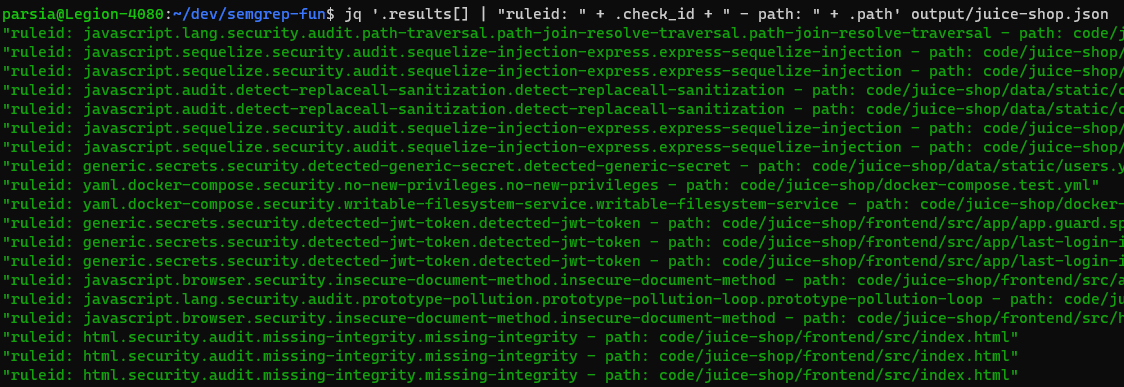 parsia@Legion-4080:~/dev/semgrep-fun$ jq '.results[] | "ruleid: " + .check_id + " - path: " + .path' output/juice-shop.json
"ruleid: javascript.lang.security.audit.path-traversal.path-join-resolve-traversal.path-join-resolve-traversal - path: code/j
"ruleid: javascript.sequelize.security.audit.sequelize-injection-express.express-sequelize-injection - path: code/juice-shop/
"ruleid: javascript.sequelize.security.audit.sequelize-injection-express.express-sequelize-injection - path: code/juice-shop/
"ruleid: javascript.audit.detect-replaceall-sanitization.detect-replaceall-sanitization - path: code/juice-shop/data/static/c
"ruleid: javascript.audit.detect-replaceall-sanitization.detect-replaceall-sanitization - path: code/juice-shop/data/static/c
"ruleid: javascript.sequelize.security.audit.sequelize-injection-express.express-sequelize-injection - path: code/juice-shop/
"ruleid: javascript.sequelize.security.audit.sequelize-injection-express.express-sequelize-injection - path: code/juice-shop/
"ruleid: generic.secrets.security.detected-generic-secret.detected-generic-secret - path: code/juice-shop/data/static/users.y
"ruleid: yaml.docker-compose.security.no-new-privileges.no-new-privileges - path: code/juice-shop/docker-compose.test.yml"
"ruleid: yaml.docker-compose.security.writable-filesystem-service.writable-filesystem-service - path: code/juice-shop/docker-
"ruleid: generic.secrets.security.detected-jwt-token.detected-jwt-token - path: code/juice-shop/frontend/src/app/app.guard.sp
"ruleid: generic.secrets.security.detected-jwt-token.detected-jwt-token - path: code/juice-shop/frontend/src/app/last-login-i
"ruleid: generic.secrets.security.detected-jwt-token.detected-jwt-token - path: code/juice-shop/frontend/src/app/last-login-i
"ruleid: javascript.browser.security.insecure-document-method.insecure-document-method - path: code/juice-shop/frontend/src/a
"ruleid: javascript.lang.security.audit.prototype-pollution.prototype-pollution-loop.prototype-pollution-loop - path: code/ju
"ruleid: javascript.browser.security.insecure-document-method.insecure-document-method - path: code/juice-shop/frontend/src/h
"ruleid: html.security.audit.missing-integrity.missing-integrity - path: code/juice-shop/frontend/src/index.html"
"ruleid: html.security.audit.missing-integrity.missing-integrity - path: code/juice-shop/frontend/src/index.html"
"ruleid: html.security.audit.missing-integrity.missing-integrity - path: code/juice-shop/frontend/src/index.html"